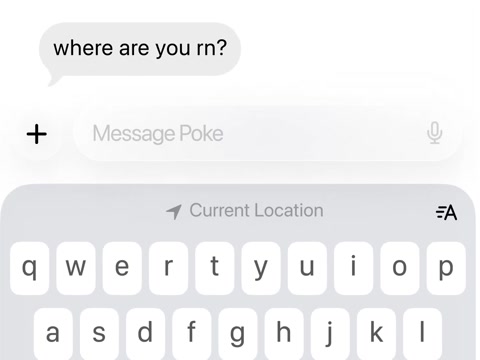 where are you rn?
Message Poke
Current Location
A
q w e r t y u i o p
a s d f g h j k l